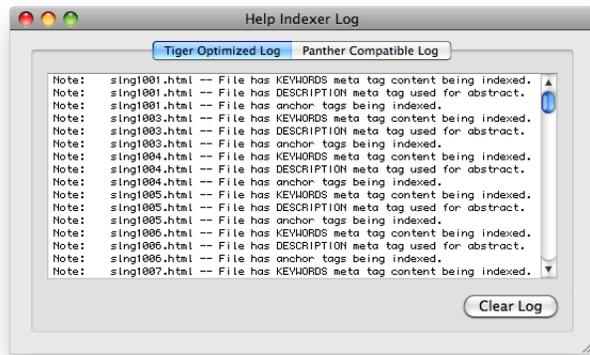 Help Indexer Log
Tiger Optimized Log Panther Compatible Log
Note: slng1001.html -- File has KEYWORDS meta tag content being indexed.
Note: slng1001.html -- File has DESCRIPTION meta tag used for abstract.
Note: slng1001.html -- File has anchor tags being indexed.
Note: slng1003.html -- File has KEYWORDS meta tag content being indexed.
Note: slng1003.html -- File has DESCRIPTION meta tag used for abstract.
Note: slng1003.html -- File has anchor tags being indexed.
Note: slng1004.html -- File has KEYWORDS meta tag content being indexed.
Note: slng1004.html -- File has DESCRIPTION meta tag used for abstract.
Note: slng1004.html -- File has anchor tags being indexed.
Note: slng1005.html -- File has KEYWORDS meta tag content being indexed.
Note: slng1005.html -- File has DESCRIPTION meta tag used for abstract.
Note: slng1005.html -- File has anchor tags being indexed.
Note: slng1006.html -- File has KEYWORDS meta tag content being indexed.
Note: slng1006.html -- File has DESCRIPTION meta tag used for abstract.
Note: slng1006.html -- File has anchor tags being indexed.
Note: slng1007.html -- File has KEYWORDS meta tag content being indexed.
Clear Log